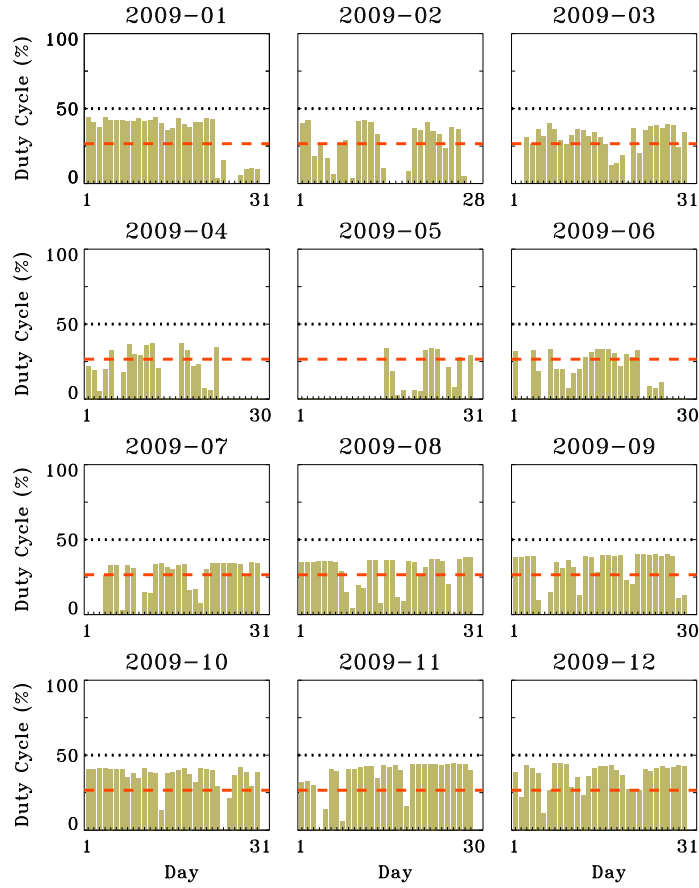 2009-01 2009-02 2009-03
Duty Cycle (%)
100
50
0
1 31 1 28 1 31
2009-04 2009-05 2009-06
Duty Cycle (%)
100
50
0
1 30 1 31 1 30
2009-07 2009-08 2009-09
Duty Cycle (%)
100
50
0
1 31 1 31 1 30
2009-10 2009-11 2009-12
Duty Cycle (%)
100
50
0
1 31 1 30 1 31
Day Day Day